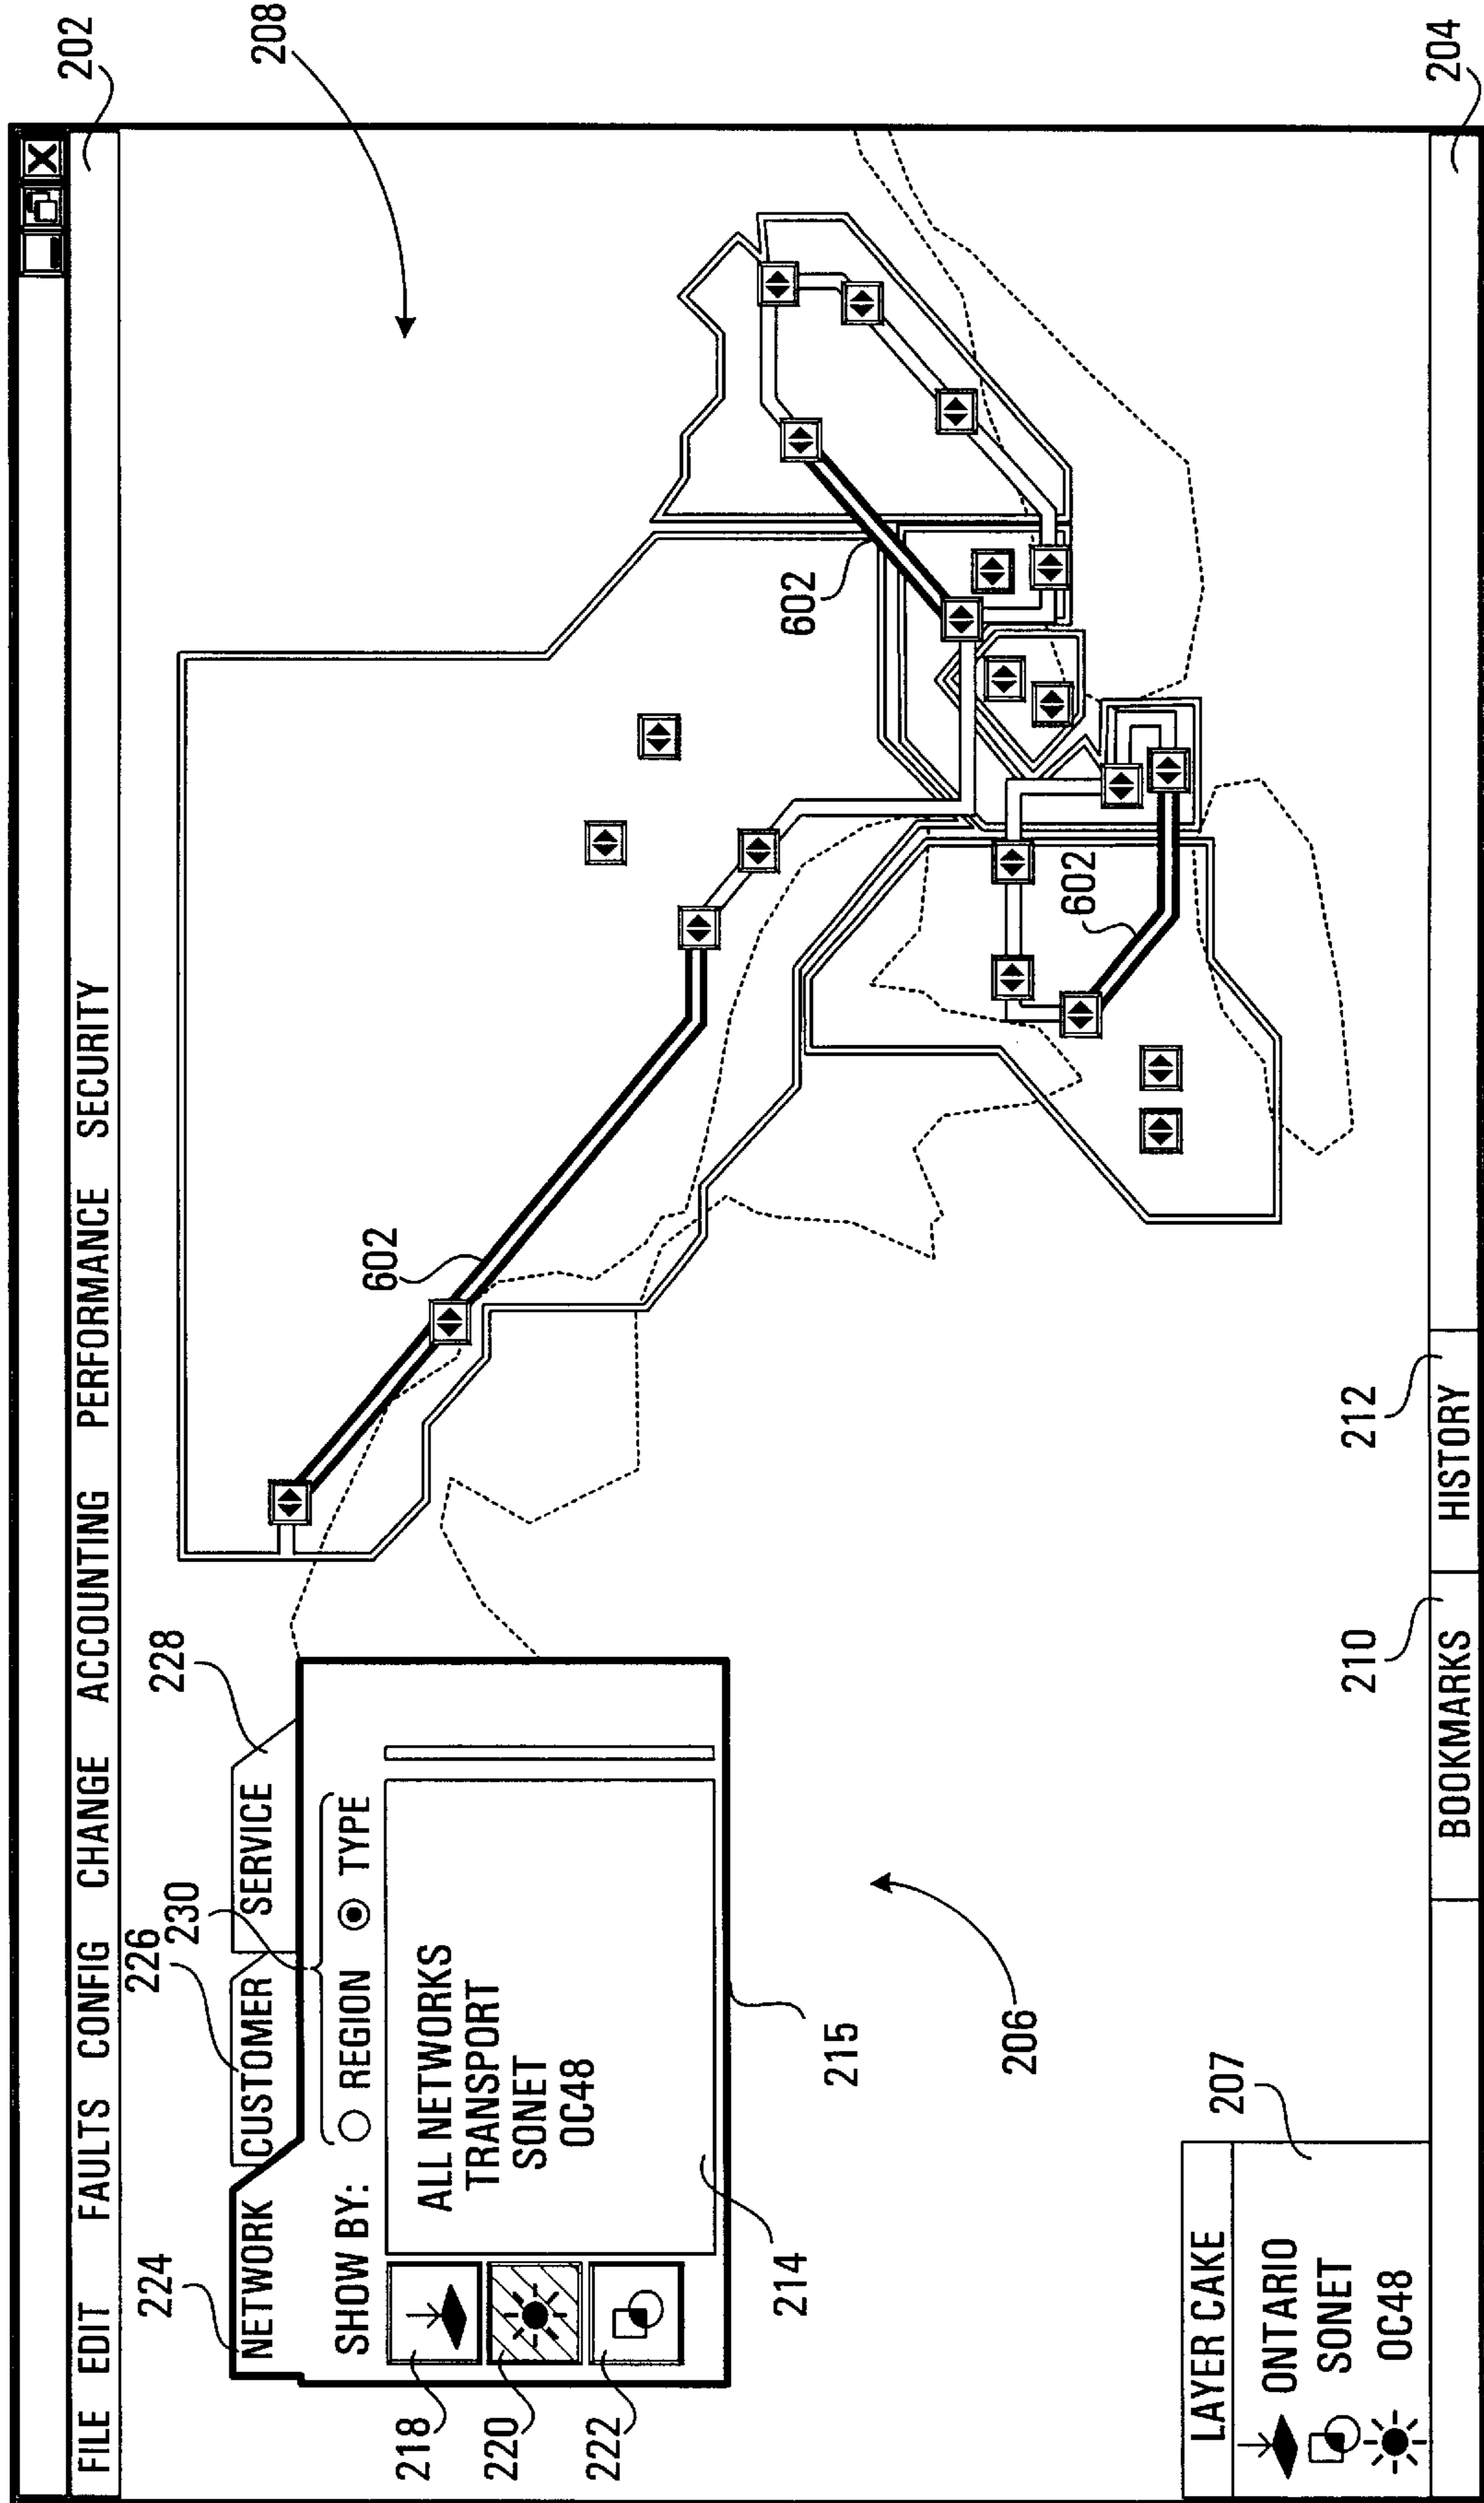 202
208
FILE EDIT FAULTS CONFIG CHANGE ACCOUNTING PERFORMANCE SECURITY
224
226
230
228
NETWORK
CUSTOMER
SERVICE
SHOW BY:
REGION
TYPE
218
220
222
ALL NETWORKS
TRANSPORT
SONET
OC48
214
215
206
602
602
602
207
LAYER CAKE
ONTARIO
SONET
OC48
210
212
BOOKMARKS
HISTORY
204